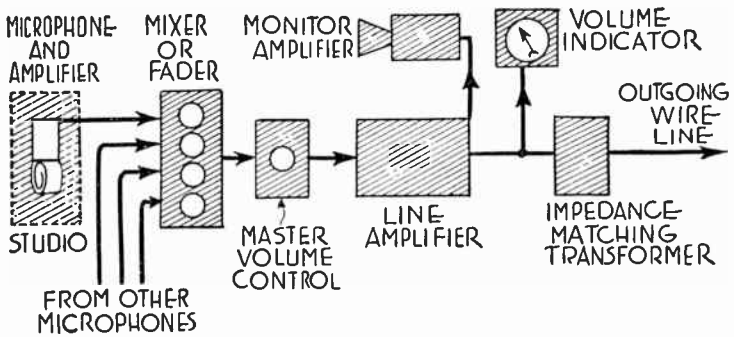 MICROPHONE
AND
AMPLIFIER
STUDIO
MIXER
OR
FADER
FROM OTHER
MICROPHONES
MASTER
VOLUME
CONTROL
MONITOR
AMPLIFIER
LINE
AMPLIFIER
VOLUME
INDICATOR
IMPEDANCE
MATCHING
TRANSFORMER
OUTGOING
WIRE
LINE